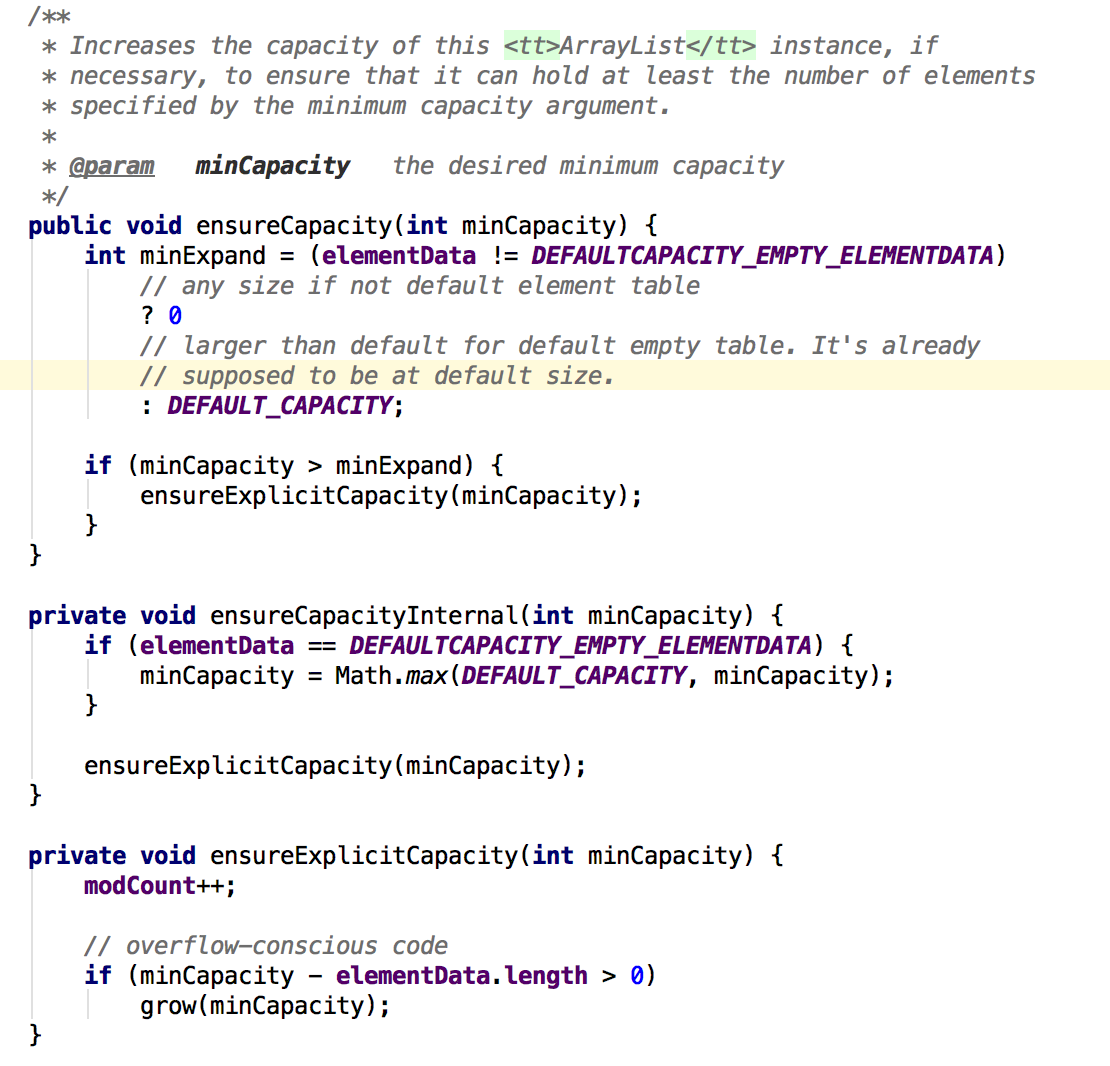 /**
 * Increases the capacity of this <tt>ArrayList</tt> instance, if
 * necessary, to ensure that it can hold at least the number of elements
 * specified by the minimum capacity argument.
 *
 * @param   minCapacity   the desired minimum capacity
 */
public void ensureCapacity(int minCapacity) {
    int minExpand = (elementData != DEFAULTCAPACITY_EMPTY_ELEMENTDATA)
        // any size if not default element table
        ? 0
        // larger than default for default empty table. It's already
        // supposed to be at default size.
        : DEFAULT_CAPACITY;

    if (minCapacity > minExpand) {
        ensureExplicitCapacity(minCapacity);
    }
}

private void ensureCapacityInternal(int minCapacity) {
    if (elementData == DEFAULTCAPACITY_EMPTY_ELEMENTDATA) {
        minCapacity = Math.max(DEFAULT_CAPACITY, minCapacity);
    }

    ensureExplicitCapacity(minCapacity);
}

private void ensureExplicitCapacity(int minCapacity) {
    modCount++;

    // overflow-conscious code
    if (minCapacity - elementData.length > 0)
        grow(minCapacity);
}